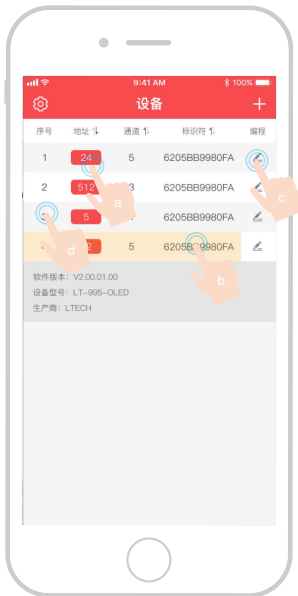 9:41 AM 100%
设备
序号 地址 通道 标识符 编程
1 24 5 6205BB9980FA
a
2 512 3 6205BB9980FA
c
5 6205BB9980FA
d
5 6205BB9980FA
b
软件版本：V2.00.01.00
设备型号：LT-995-OLED
生产商：LTECH